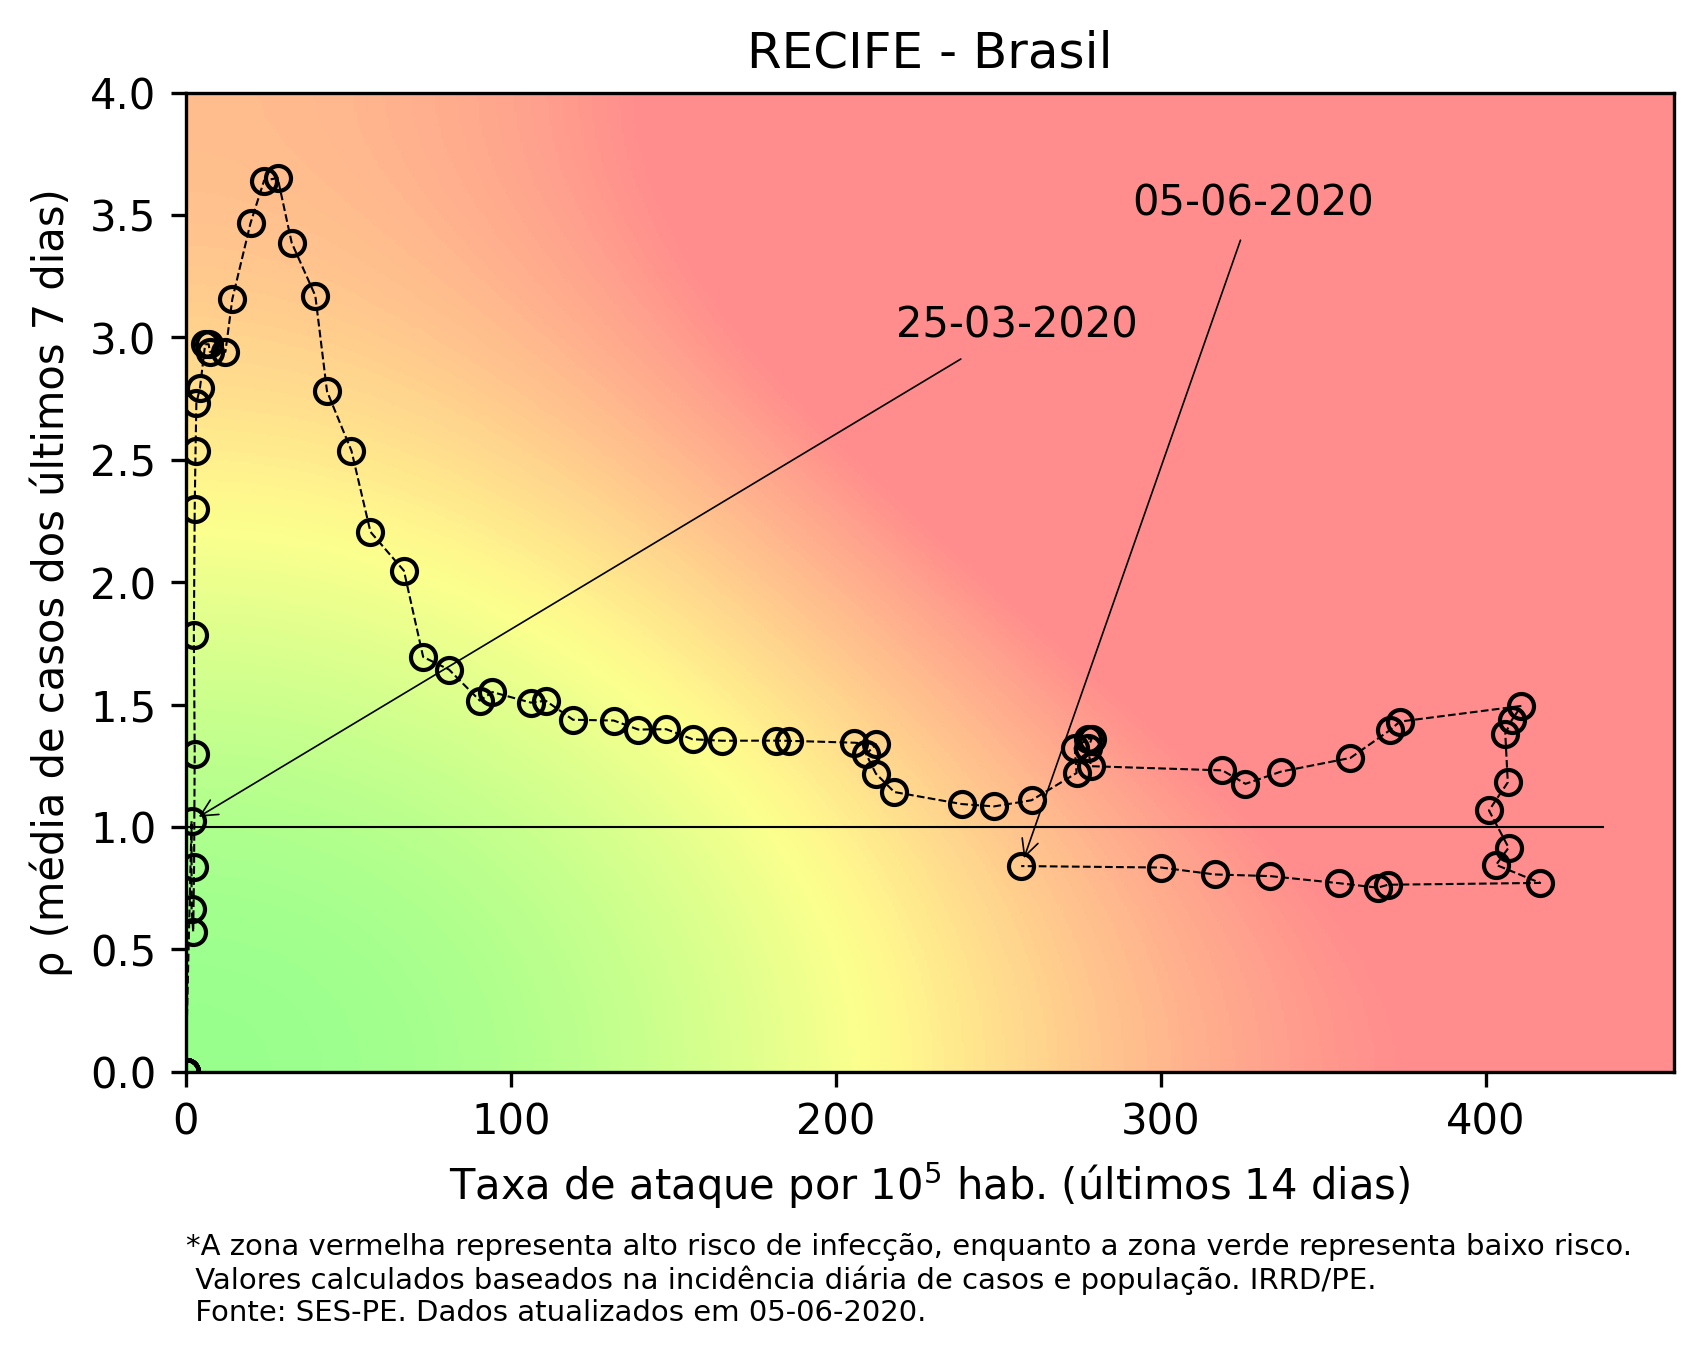 RECIFE - Brasil
4.0
3.5
3.0
2.5
2.0
1.5
1.0
0.5
0.0
ρ (média de casos dos últimos 7 dias)
05-06-2020
25-03-2020
0 100 200 300 400
Taxa de ataque por 10⁵ hab. (últimos 14 dias)
*A zona vermelha representa alto risco de infecção, enquanto a zona verde representa baixo risco.
Valores calculados baseados na incidência diária de casos e população. IRRD/PE.
Fonte: SES-PE. Dados atualizados em 05-06-2020.